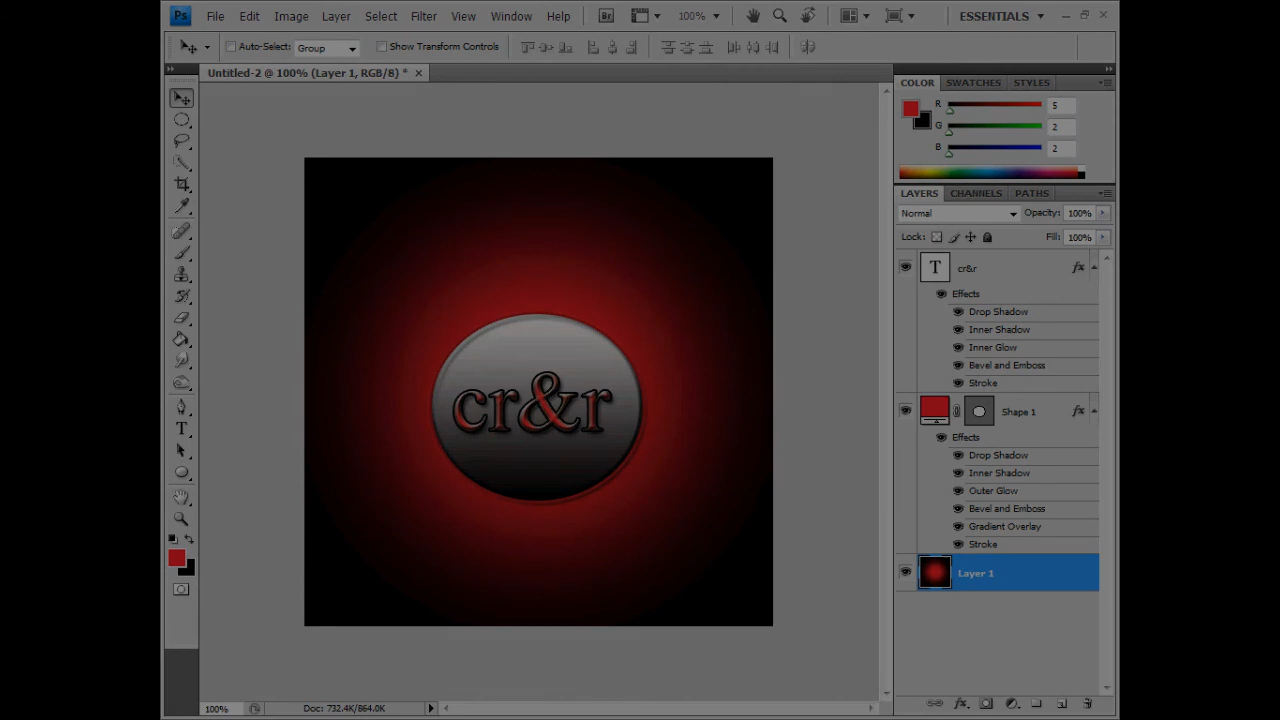 Ps File Edit Image Layer Select Filter View Window Help Br 100% ESSENTIALS
Auto-Select: Group Show Transform Controls
Untitled-2 @ 100% (Layer 1, RGB/8) *
COLOR SWATCHES STYLES
R 5
G 2
B 2
LAYERS CHANNELS PATHS
Normal Opacity: 100%
Lock: Fill: 100%
T cr&r fx
Effects
Drop Shadow
Inner Shadow
Inner Glow
Bevel and Emboss
Stroke
Shape 1 fx
Effects
Drop Shadow
Inner Shadow
Outer Glow
Bevel and Emboss
Gradient Overlay
Stroke
Layer 1
cr&r
T
100% Doc: 732.4K/864.0K
fx